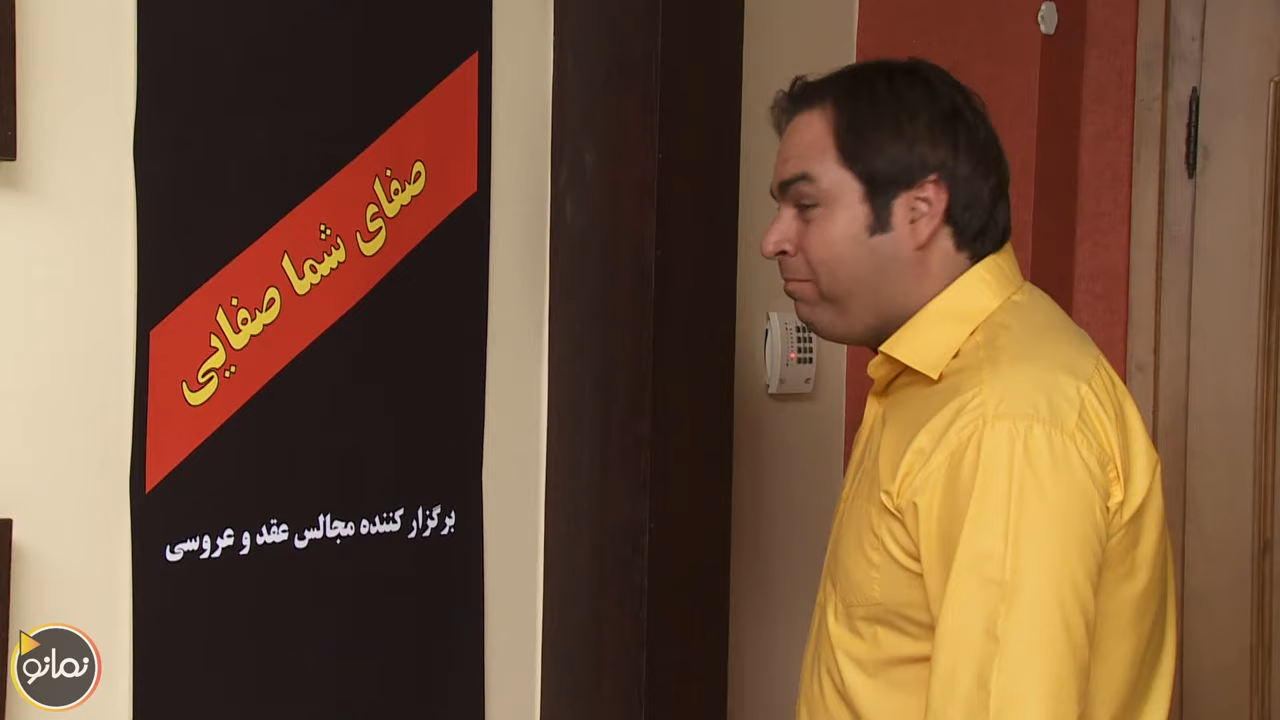 صفای شما صفایی
برگزار کننده مجالس عقد و عروسی
نمانو